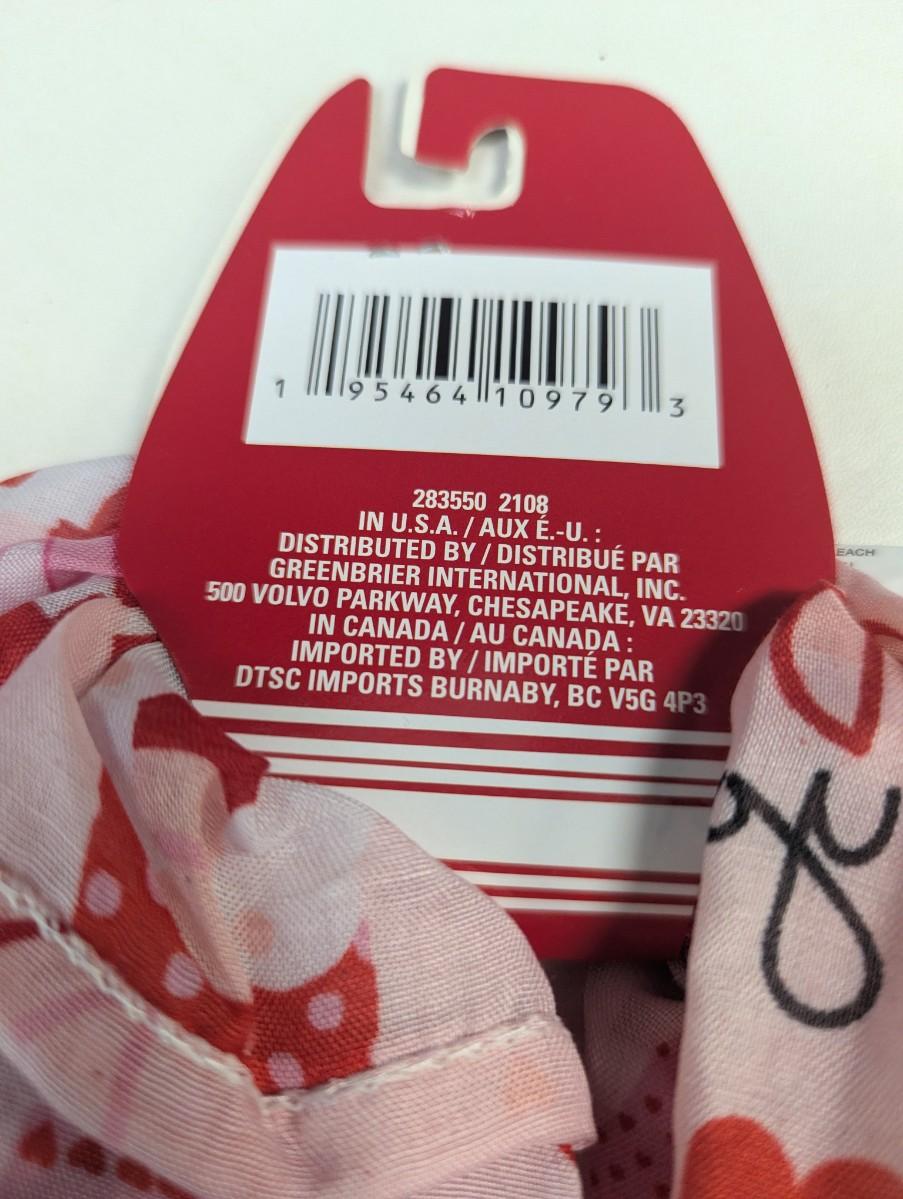 1 95464 10979 3
283550 2108
IN U.S.A. / AUX É.-U. :
DISTRIBUTED BY / DISTRIBUÉ PAR
GREENBRIER INTERNATIONAL, INC.
500 VOLVO PARKWAY, CHESAPEAKE, VA 23320
IN CANADA / AU CANADA :
IMPORTED BY / IMPORTÉ PAR
DTSC IMPORTS BURNABY, BC V5G 4P3
EACH